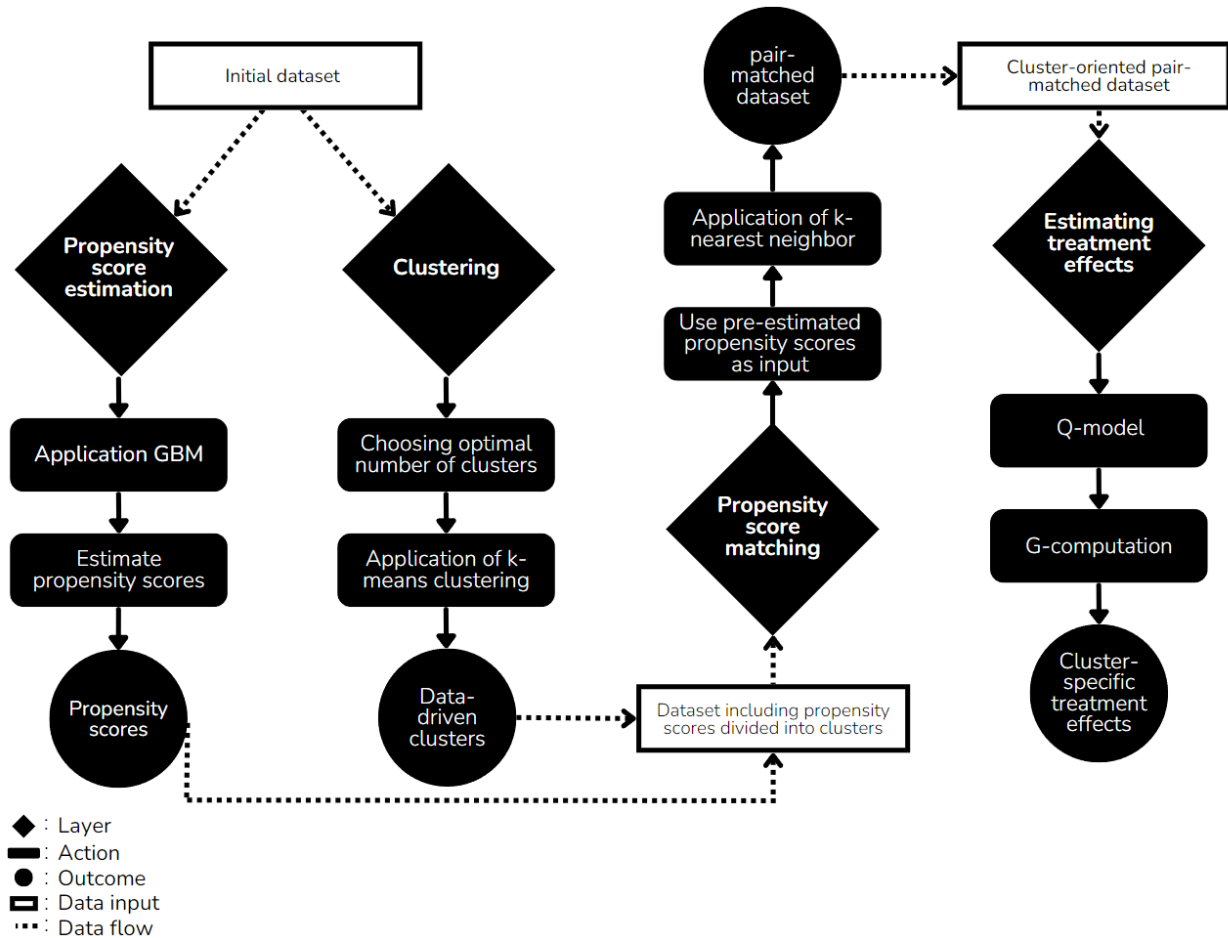 Initial dataset
Propensity
score
estimation
Application GBM
Estimate
propensity scores
Propensity
scores
Clustering
Choosing optimal
number of clusters
Application of k-
means clustering
Data-
driven
clusters
Dataset including propensity
scores divided into clusters
Propensity
score
matching
Use pre-estimated
propensity scores
as input
Application of k-
nearest neighbor
pair-
matched
dataset
Cluster-oriented pair-
matched dataset
Estimating
treatment
effects
Q-model
G-computation
Cluster-
specific
treatment
effects
: Layer
: Action
: Outcome
: Data input
: Data flow